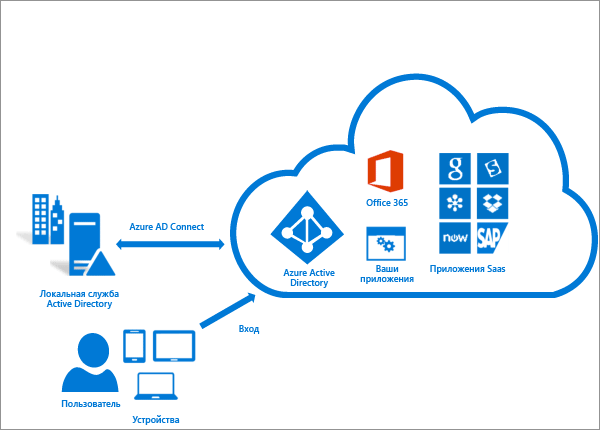 Office 365
g
now
SAP
Azure AD Connect
Azure Active
Directory
Ваши
приложения
Приложения Saas
Локальная служба
Active Directory
Вход
Пользователь
Устройства